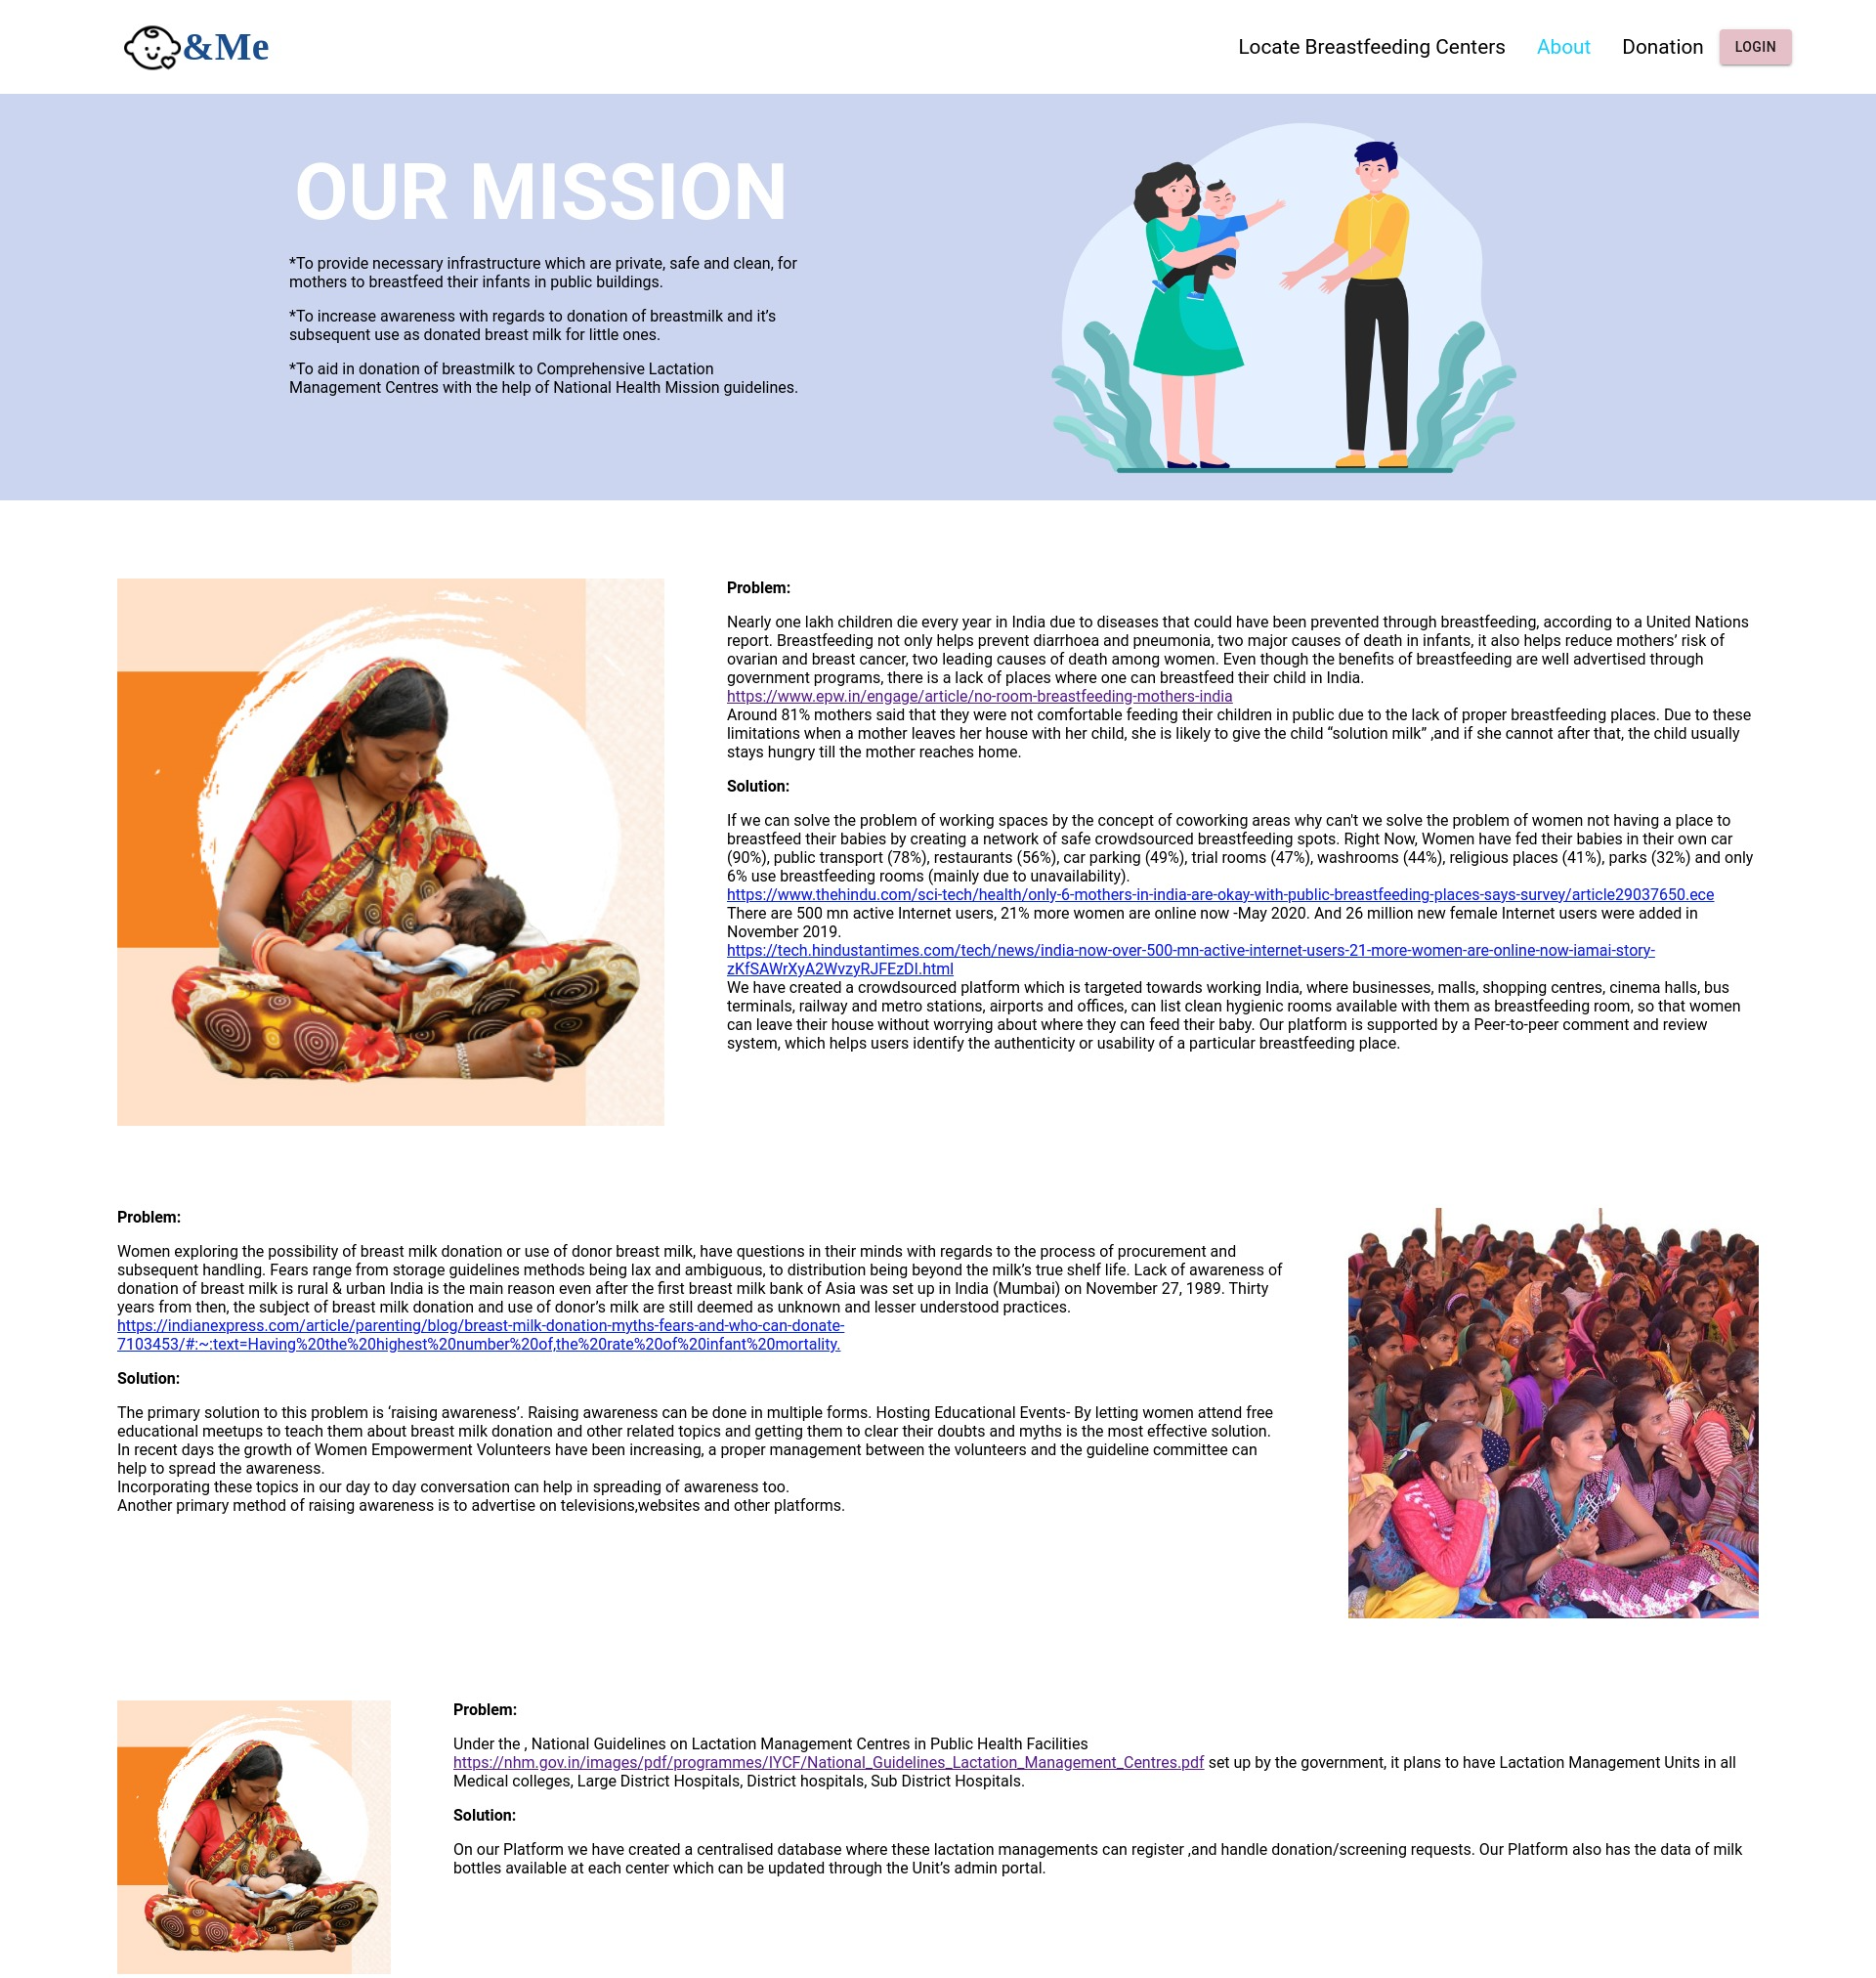 &Me
Locate Breastfeeding Centers
About
Donation
LOGIN
OUR MISSION
*To provide necessary infrastructure which are private, safe and clean, for
mothers to breastfeed their infants in public buildings.
*To increase awareness with regards to donation of breastmilk and it’s
subsequent use as donated breast milk for little ones.
*To aid in donation of breastmilk to Comprehensive Lactation
Management Centres with the help of National Health Mission guidelines.
Problem:
Nearly one lakh children die every year in India due to diseases that could have been prevented through breastfeeding, according to a United Nations
report. Breastfeeding not only helps prevent diarrhoea and pneumonia, two major causes of death in infants, it also helps reduce mothers’ risk of
ovarian and breast cancer, two leading causes of death among women. Even though the benefits of breastfeeding are well advertised through
government programs, there is a lack of places where one can breastfeed their child in India.
https://www.epw.in/engage/article/no-room-breastfeeding-mothers-india
Around 81% mothers said that they were not comfortable feeding their children in public due to the lack of proper breastfeeding places. Due to these
limitations when a mother leaves her house with her child, she is likely to give the child “solution milk” ,and if she cannot after that, the child usually
stays hungry till the mother reaches home.
Solution:
If we can solve the problem of working spaces by the concept of coworking areas why can't we solve the problem of women not having a place to
breastfeed their babies by creating a network of safe crowdsourced breastfeeding spots. Right Now, Women have fed their babies in their own car
(90%), public transport (78%), restaurants (56%), car parking (49%), trial rooms (47%), washrooms (44%), religious places (41%), parks (32%) and only
6% use breastfeeding rooms (mainly due to unavailability).
https://www.thehindu.com/sci-tech/health/only-6-mothers-in-india-are-okay-with-public-breastfeeding-places-says-survey/article29037650.ece
There are 500 mn active Internet users, 21% more women are online now -May 2020. And 26 million new female Internet users were added in
November 2019.
https://tech.hindustantimes.com/tech/news/india-now-over-500-mn-active-internet-users-21-more-women-are-online-now-iamai-story-
zKfSAWrXyA2WvzyRJFEzDI.html
We have created a crowdsourced platform which is targeted towards working India, where businesses, malls, shopping centres, cinema halls, bus
terminals, railway and metro stations, airports and offices, can list clean hygienic rooms available with them as breastfeeding room, so that women
can leave their house without worrying about where they can feed their baby. Our platform is supported by a Peer-to-peer comment and review
system, which helps users identify the authenticity or usability of a particular breastfeeding place.
Problem:
Women exploring the possibility of breast milk donation or use of donor breast milk, have questions in their minds with regards to the process of procurement and
subsequent handling. Fears range from storage guidelines methods being lax and ambiguous, to distribution being beyond the milk’s true shelf life. Lack of awareness of
donation of breast milk is rural & urban India is the main reason even after the first breast milk bank of Asia was set up in India (Mumbai) on November 27, 1989. Thirty
years from then, the subject of breast milk donation and use of donor’s milk are still deemed as unknown and lesser understood practices.
https://indianexpress.com/article/parenting/blog/breast-milk-donation-myths-fears-and-who-can-donate-
7103453/#:~:text=Having%20the%20highest%20number%20of,the%20rate%20of%20infant%20mortality.
Solution:
The primary solution to this problem is ‘raising awareness’. Raising awareness can be done in multiple forms. Hosting Educational Events- By letting women attend free
educational meetups to teach them about breast milk donation and other related topics and getting them to clear their doubts and myths is the most effective solution.
In recent days the growth of Women Empowerment Volunteers have been increasing, a proper management between the volunteers and the guideline committee can
help to spread the awareness.
Incorporating these topics in our day to day conversation can help in spreading of awareness too.
Another primary method of raising awareness is to advertise on televisions,websites and other platforms.
Problem:
Under the , National Guidelines on Lactation Management Centres in Public Health Facilities
https://nhm.gov.in/images/pdf/programmes/IYCF/National_Guidelines_Lactation_Management_Centres.pdf set up by the government, it plans to have Lactation Management Units in all
Medical colleges, Large District Hospitals, District hospitals, Sub District Hospitals.
Solution:
On our Platform we have created a centralised database where these lactation managements can register ,and handle donation/screening requests. Our Platform also has the data of milk
bottles available at each center which can be updated through the Unit’s admin portal.